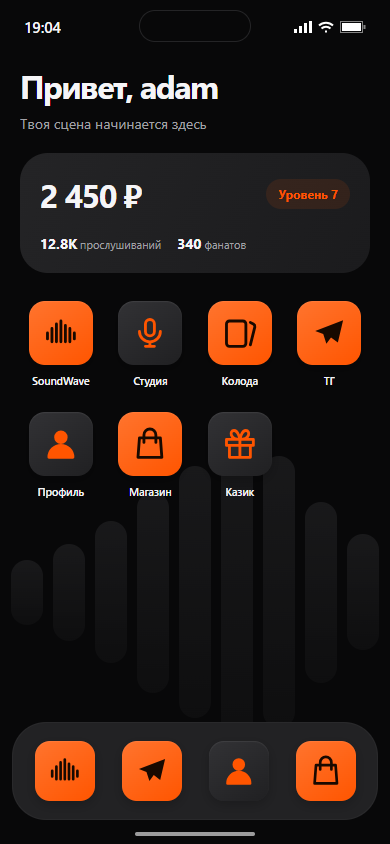 19:04
Привет, adam
Твоя сцена начинается здесь
2 450 ₽
Уровень 7
12.8K прослушиваний 340 фанатов
SoundWave Студия Колода ТГ
Профиль Магазин Казик